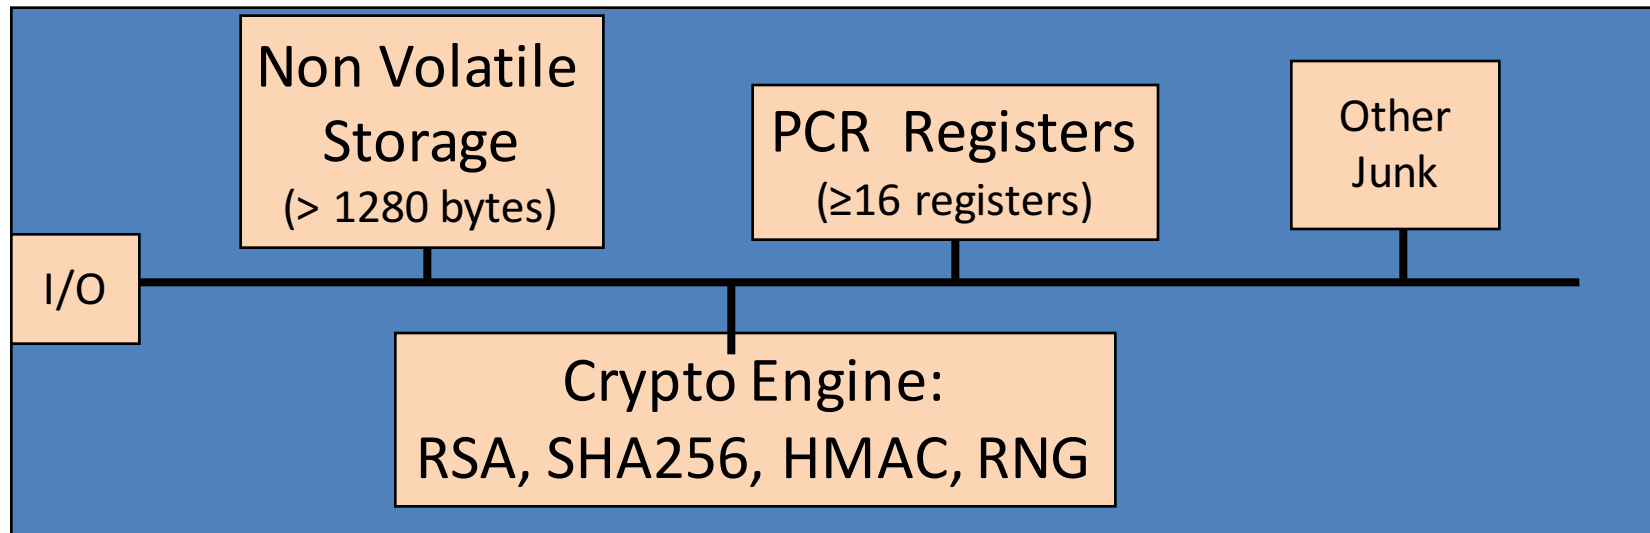 Non Volatile
Storage
(> 1280 bytes)
PCR  Registers
(≥16 registers)
Other
Junk
I/O
Crypto Engine:
RSA, SHA256, HMAC, RNG